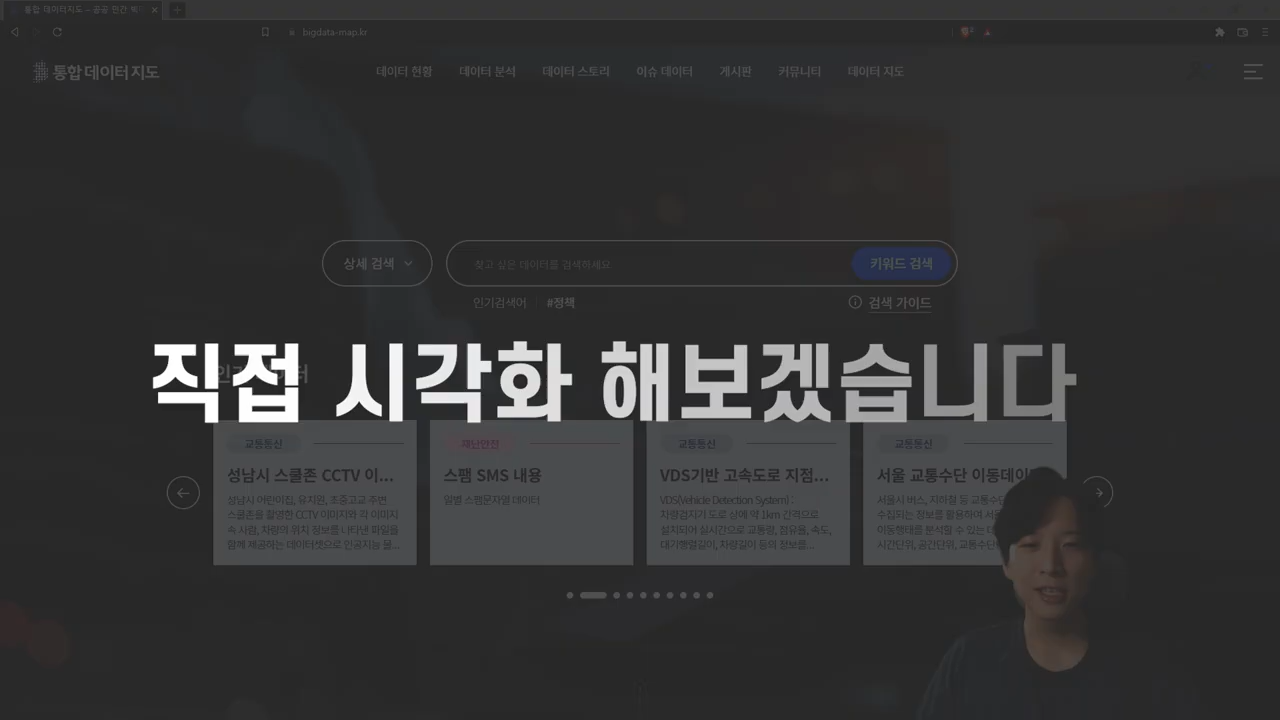 통합 데이터지도 – 공공 민간
bigdata-map.kr
통합 데이터 지도
데이터 현황 데이터 분석 데이터 스토리 이슈 데이터 게시판 커뮤니티 데이터 지도
상세 검색
찾고 싶은 데이터를 검색하세요
키워드 검색
인기검색어 #정책
검색 가이드
직접 시각화 해보겠습니다
교통통신
성남시 스쿨존 CCTV 이...
성남시 어린이집, 유치원, 초중고교 주변
스쿨존을 촬영한 CCTV 이미지와 각 이미지
속 사람, 차량의 위치 정보를 나타낸 파일을
함께 제공하는 데이터셋으로 인공지능 물...
재난안전
스팸 SMS 내용
일별 스팸문자열 데이터
교통통신
VDS기반 고속도로 지점...
VDS(Vehicle Detection System) :
차량검지기 도로 상에 약 1km 간격으로
설치되어 실시간으로 교통량, 점유율, 속도,
대기행렬길이, 차량길이 등의 정보를...
교통통신
서울 교통수단 이동데이
서울시 버스, 지하철 등 교통수단
수집되는 정보를 활용하여 서울
이동행태를 분석할 수 있는 데
시간단위, 공간단위, 교통수단